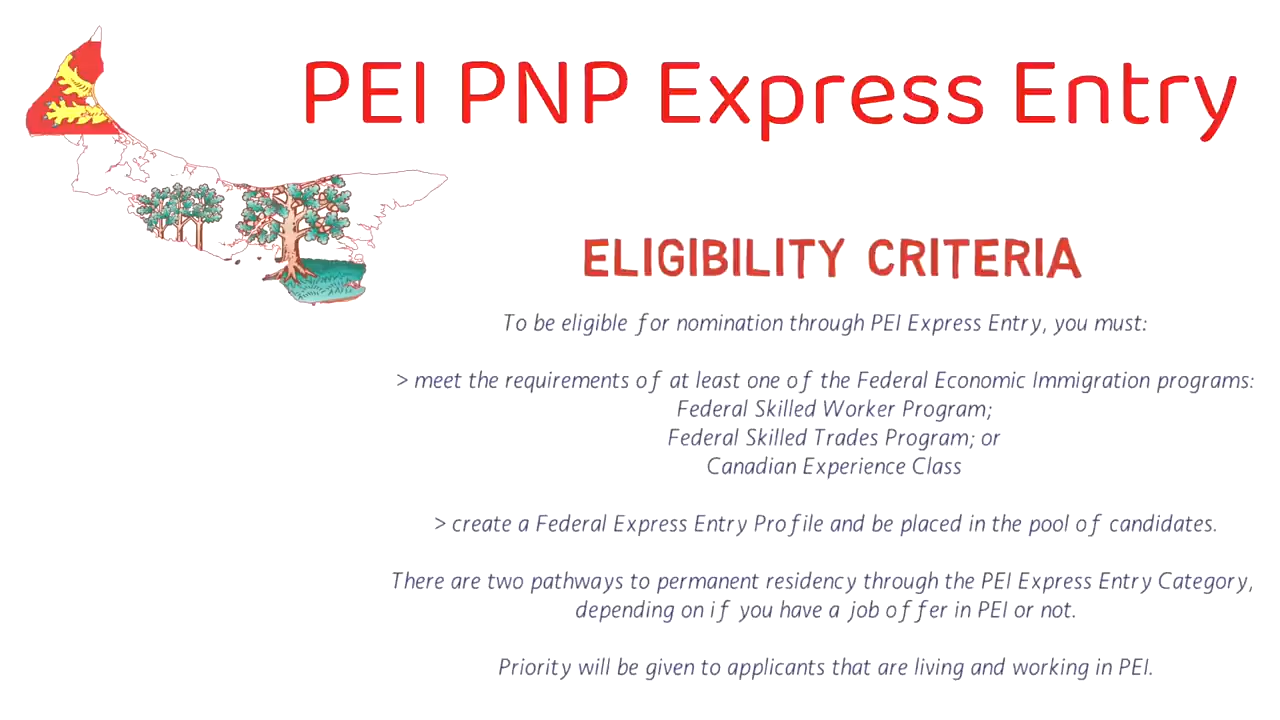 PEI PNP Express Entry
ELIGIBILITY CRITERIA
To be eligible for nomination through PEI Express Entry, you must:
> meet the requirements of at least one of the Federal Economic Immigration programs:
Federal Skilled Worker Program;
Federal Skilled Trades Program; or
Canadian Experience Class
> create a Federal Express Entry Profile and be placed in the pool of candidates.
There are two pathways to permanent residency through the PEI Express Entry Category,
depending on if you have a job offer in PEI or not.
Priority will be given to applicants that are living and working in PEI.